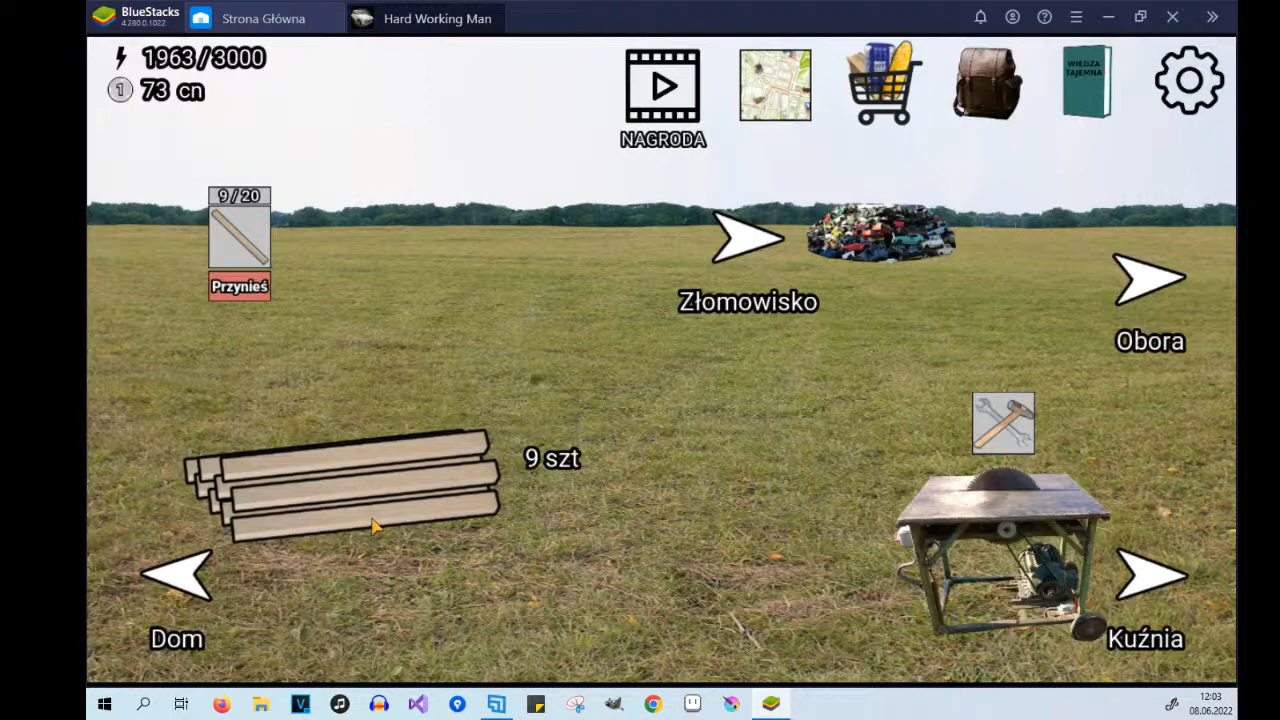 BlueStacks
4.280.0.1022
Strona Główna
Hard Working Man
1963 / 3000
1
73 cn
NAGRODA
WIEDZA
TAJEMNA
9 / 20
Przynieś
Złomowisko
Obora
9 szt
Dom
Kuźnia
12:03
08.06.2022